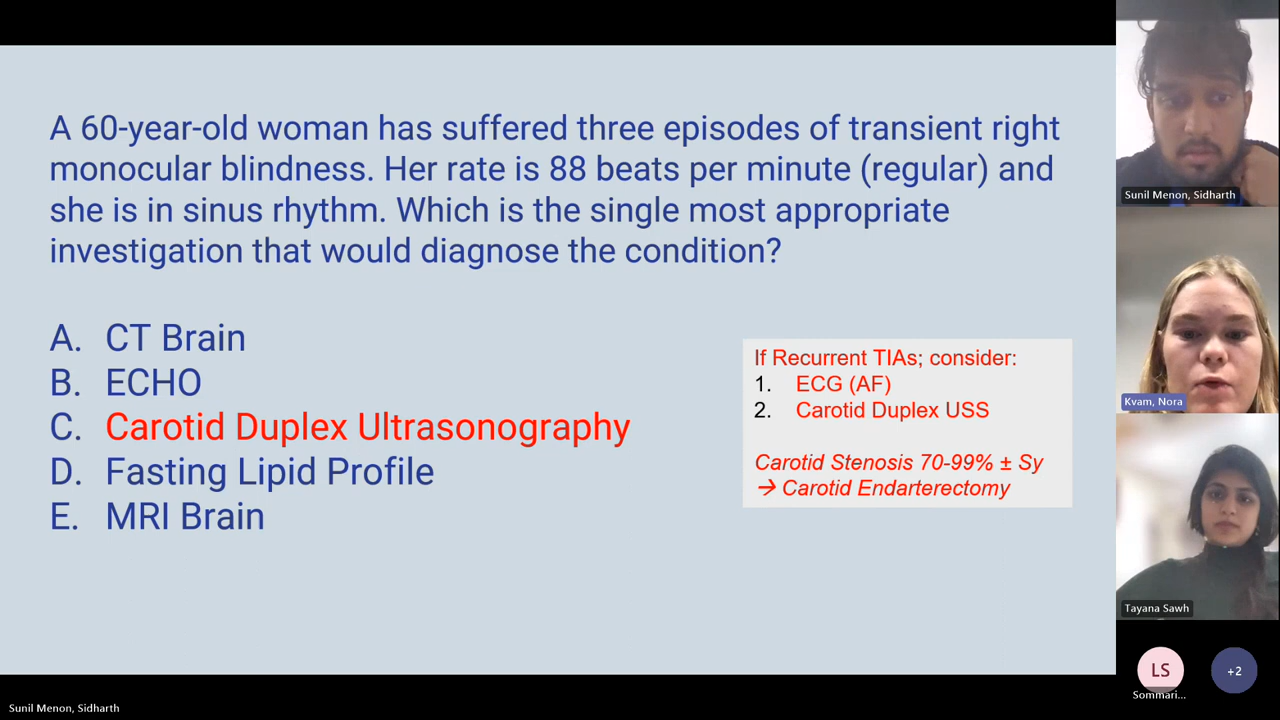 A 60-year-old woman has suffered three episodes of transient right
monocular blindness. Her rate is 88 beats per minute (regular) and
she is in sinus rhythm. Which is the single most appropriate
investigation that would diagnose the condition?
A. CT Brain
B. ECHO
C. Carotid Duplex Ultrasonography
D. Fasting Lipid Profile
E. MRI Brain
If Recurrent TIAs; consider:
1. ECG (AF)
2. Carotid Duplex USS
Carotid Stenosis 70-99% ± Sy
→ Carotid Endarterectomy
Sunil Menon, Sidharth
Kvam, Nora
Tayana Sawh
LS
+2
Sommari...
Sunil Menon, Sidharth